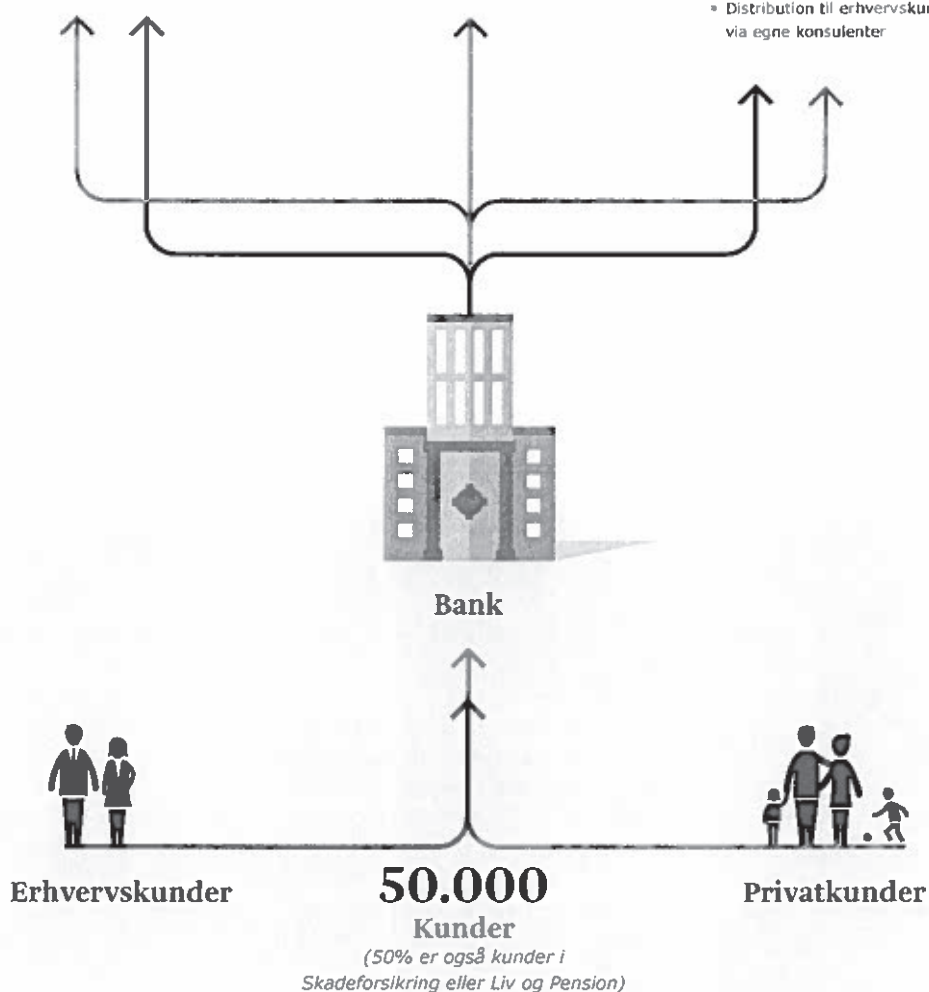 • Distribution til erhvervskun
via egne konsulenter
Bank
Erhvervskunder
50.000
Privatkunder
Kunder
(50% er også kunder i
Skadeforsikring eller Liv og Pension)